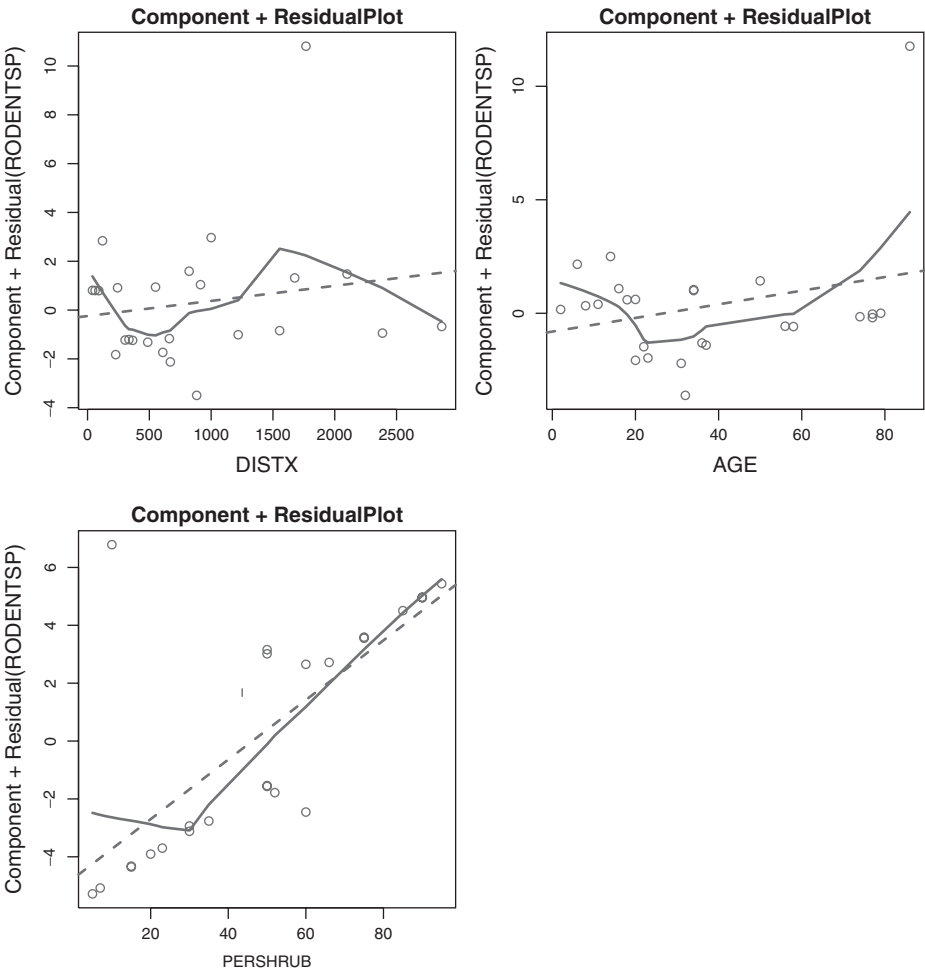 Component + ResidualPlot
Component + Residual(RODENTSP)
10
8
6
4
2
0
−2
−4
0 500 1000 1500 2000 2500
DISTX
Component + ResidualPlot
Component + Residual(RODENTSP)
10
5
0
0 20 40 60 80
AGE
Component + ResidualPlot
Component + Residual(RODENTSP)
6
4
2
0
−2
−4
20 40 60 80
PERSHRUB